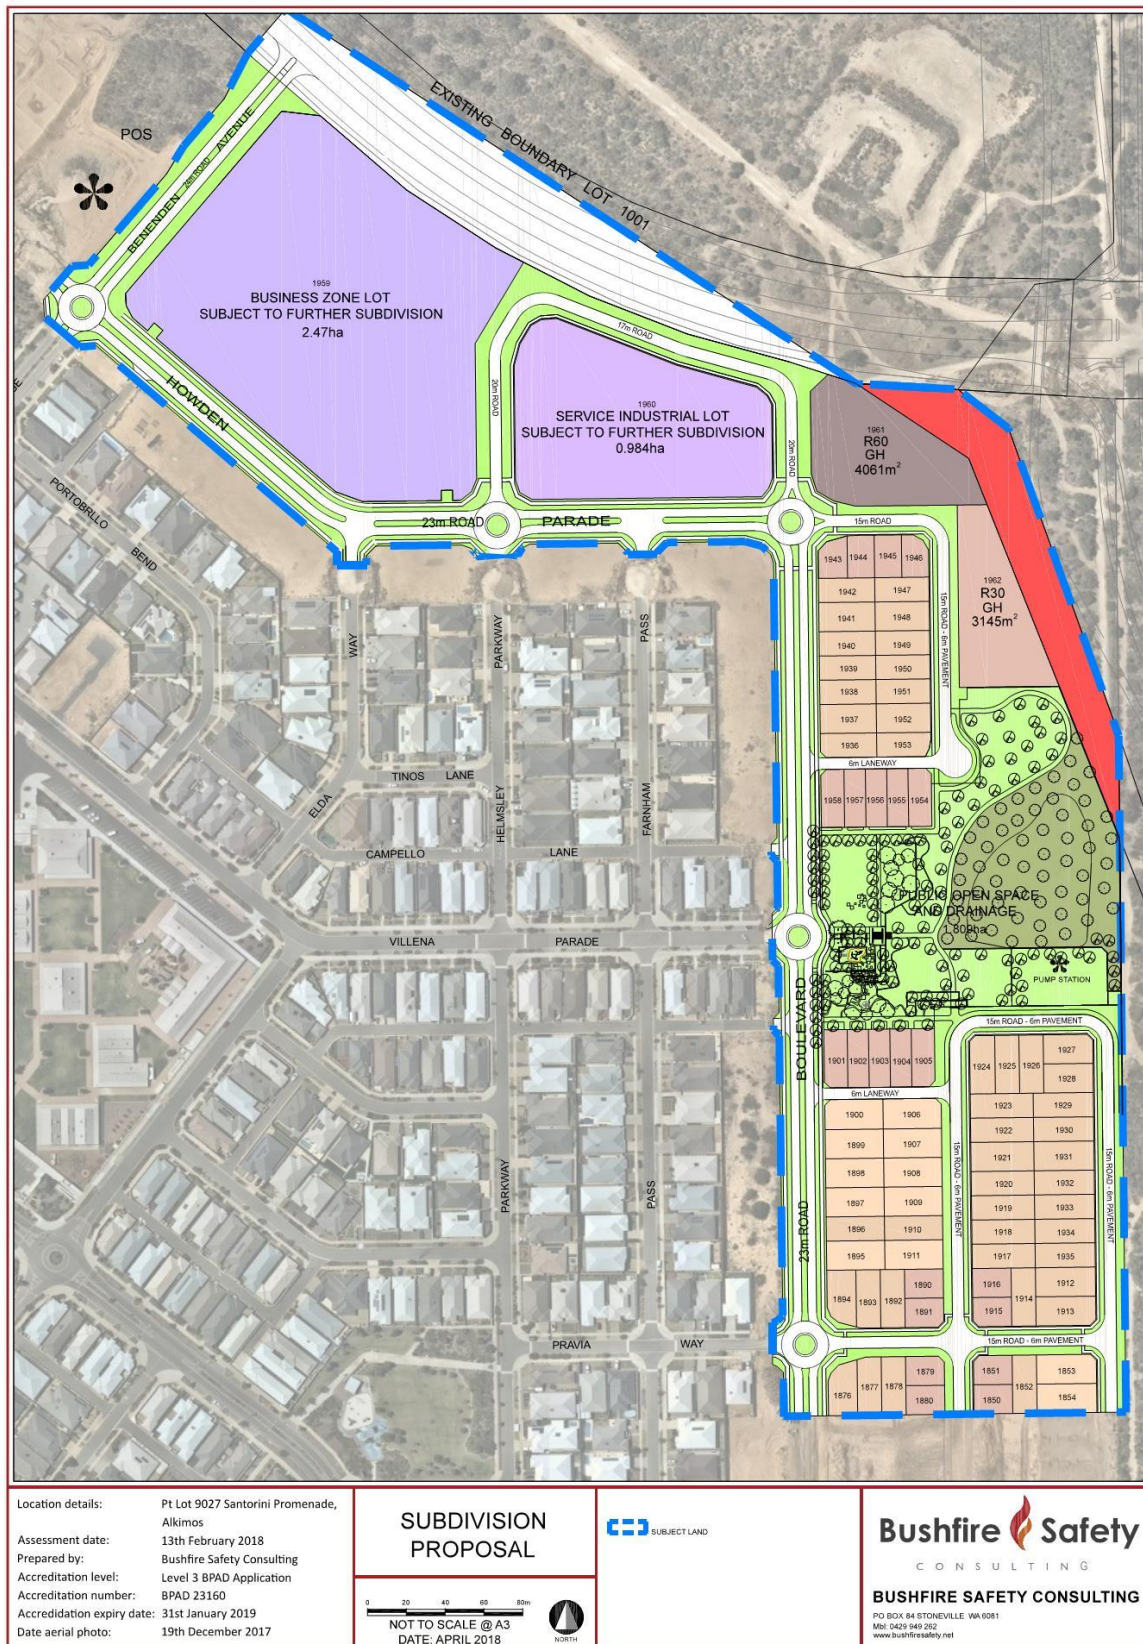 POS
BENENDEN 24m ROAD AVENUE
EXISTING BOUNDARY LOT 1001
1959
BUSINESS ZONE LOT
SUBJECT TO FURTHER SUBDIVISION
2.47ha
HOWDEN
17m ROAD
20m ROAD
1960
SERVICE INDUSTRIAL LOT
SUBJECT TO FURTHER SUBDIVISION
0.984ha
20m ROAD
1961
R60
GH
4061m²
23m ROAD
PARADE
15m ROAD
PORTOBRLLO
BEND
1943 1944 1945 1946
1942 1947
1941 1948
1940 1949
1939 1950
1938 1951
1937 1952
1936 1953
15m ROAD - 6m PAVEMENT
1962
R30
GH
3145m²
WAY
PARKWAY
PASS
6m LANEWAY
1958 1957 1956 1955 1954
TINOS LANE
ELDA
HELMSLEY
FARNHAM
CAMPELLO LANE
PUBLIC OPEN SPACE
AND DRAINAGE
1.809ha
VILLENA PARADE
PUMP STATION
BOULEVARD
15m ROAD - 6m PAVEMENT
1901 1902 1903 1904 1905
6m LANEWAY
1924 1925 1926 1927
1928
1900 1906
1923 1929
1899 1907
1922 1930
1898 1908
1921 1931
1897 1909
1920 1932
1896 1910
1919 1933
1895 1911
1918 1934
1917 1935
15m ROAD - 6m PAVEMENT
15m ROAD - 6m PAVEMENT
PARKWAY
PASS
23m ROAD
1894 1893 1892 1890
1891
1916 1914 1912
1915 1913
PRAVIA WAY
15m ROAD - 6m PAVEMENT
1876 1877 1878 1879
1880
1851 1852 1853
1850 1854
Location details: Pt Lot 9027 Santorini Promenade,
Alkimos
Assessment date: 13th February 2018
Prepared by: Bushfire Safety Consulting
Accreditation level: Level 3 BPAD Application
Accreditation number: BPAD 23160
Accredidation expiry date: 31st January 2019
Date aerial photo: 19th December 2017
SUBDIVISION
PROPOSAL
0 20 40 60 80m
NOT TO SCALE @ A3
DATE: APRIL 2018
NORTH
SUBJECT LAND
Bushfire Safety
CONSULTING
BUSHFIRE SAFETY CONSULTING
PO BOX 84 STONEVILLE WA 6081
Mbl: 0429 949 262
www.bushfiresafety.net